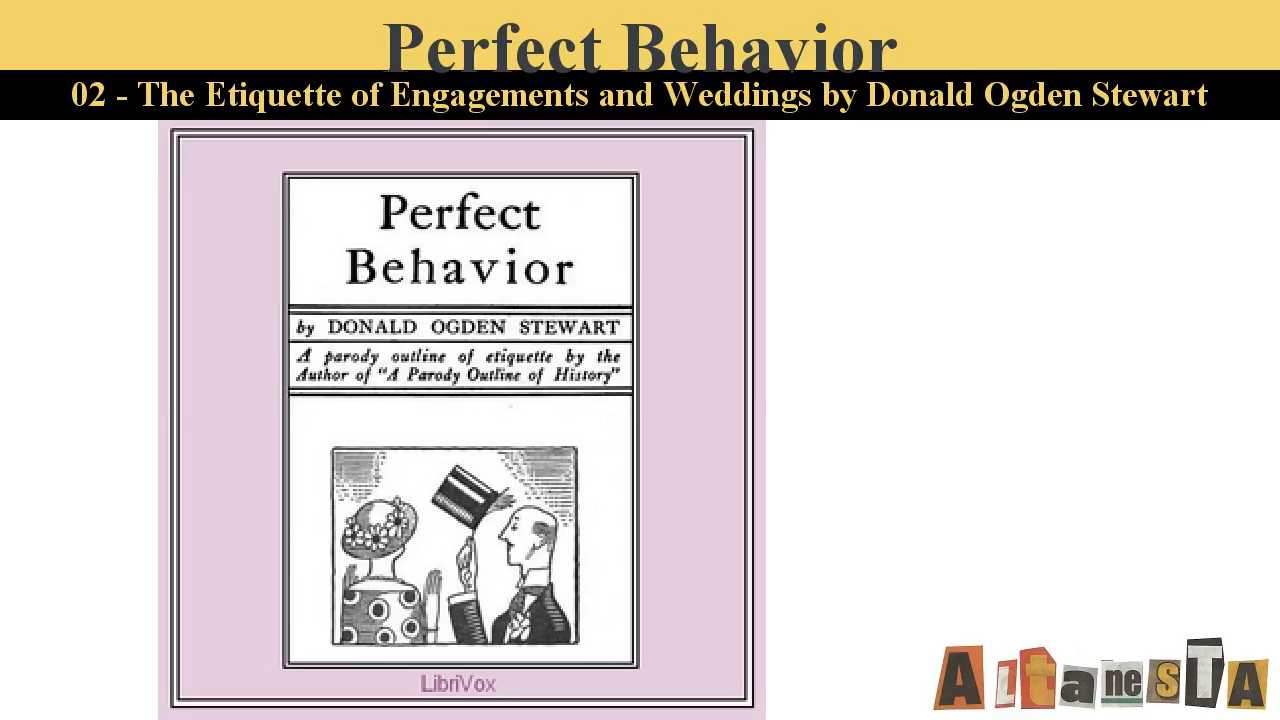 Perfect Behavior
02 - The Etiquette of Engagements and Weddings by Donald Ogden Stewart
Perfect
Behavior
by DONALD OGDEN STEWART
A parody outline of etiquette by the
Author of "A Parody Outline of History"
LibriVox
AltaneSTA